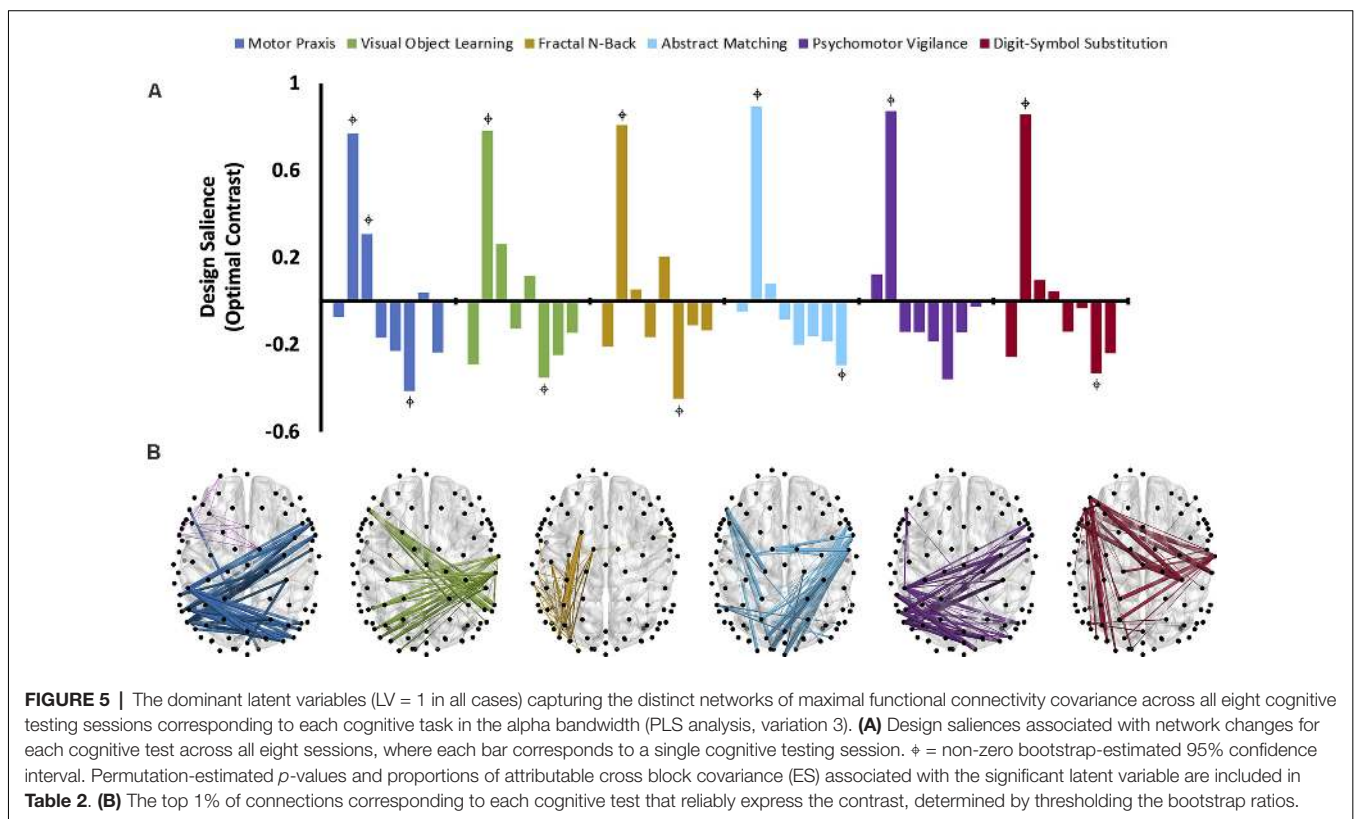 Motor Praxis Visual Object Learning Fractal N-Back Abstract Matching Psychomotor Vigilance Digit-Symbol Substitution
A
Design Salience
(Optimal Contrast)
1
0.6
0.2
-0.2
-0.6
B
FIGURE 5 | The dominant latent variables (LV = 1 in all cases) capturing the distinct networks of maximal functional connectivity covariance across all eight cognitive
testing sessions corresponding to each cognitive task in the alpha bandwidth (PLS analysis, variation 3). (A) Design saliences associated with network changes for
each cognitive test across all eight sessions, where each bar corresponds to a single cognitive testing session. ⌖ = non-zero bootstrap-estimated 95% confidence
interval. Permutation-estimated p-values and proportions of attributable cross block covariance (ES) associated with the significant latent variable are included in
Table 2. (B) The top 1% of connections corresponding to each cognitive test that reliably express the contrast, determined by thresholding the bootstrap ratios.